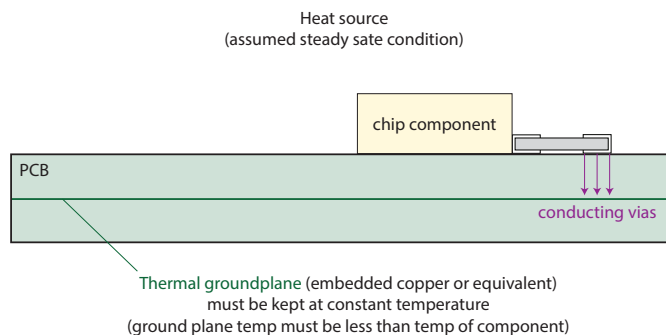 Heat source
(assumed steady sate condition)
chip component
PCB
conducting vias
Thermal groundplane (embedded copper or equivalent)
must be kept at constant temperature
(ground plane temp must be less than temp of component)